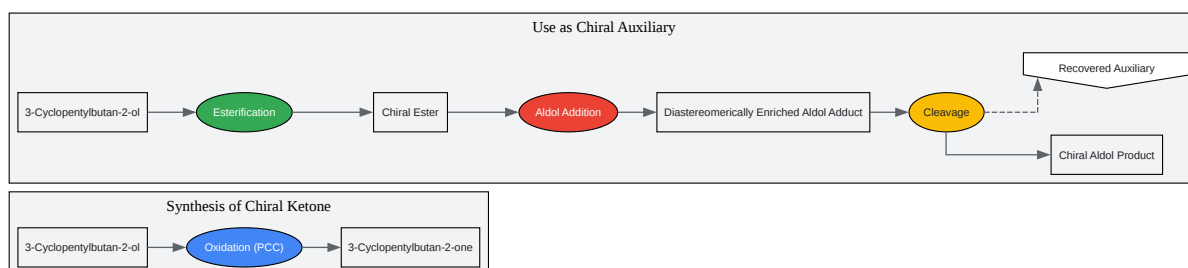 Use as Chiral Auxiliary
3-Cyclopentylbutan-2-ol
Esterification
Chiral Ester
Aldol Addition
Diastereomerically Enriched Aldol Adduct
Cleavage
Recovered Auxiliary
Chiral Aldol Product
Synthesis of Chiral Ketone
3-Cyclopentylbutan-2-ol
Oxidation (PCC)
3-Cyclopentylbutan-2-one